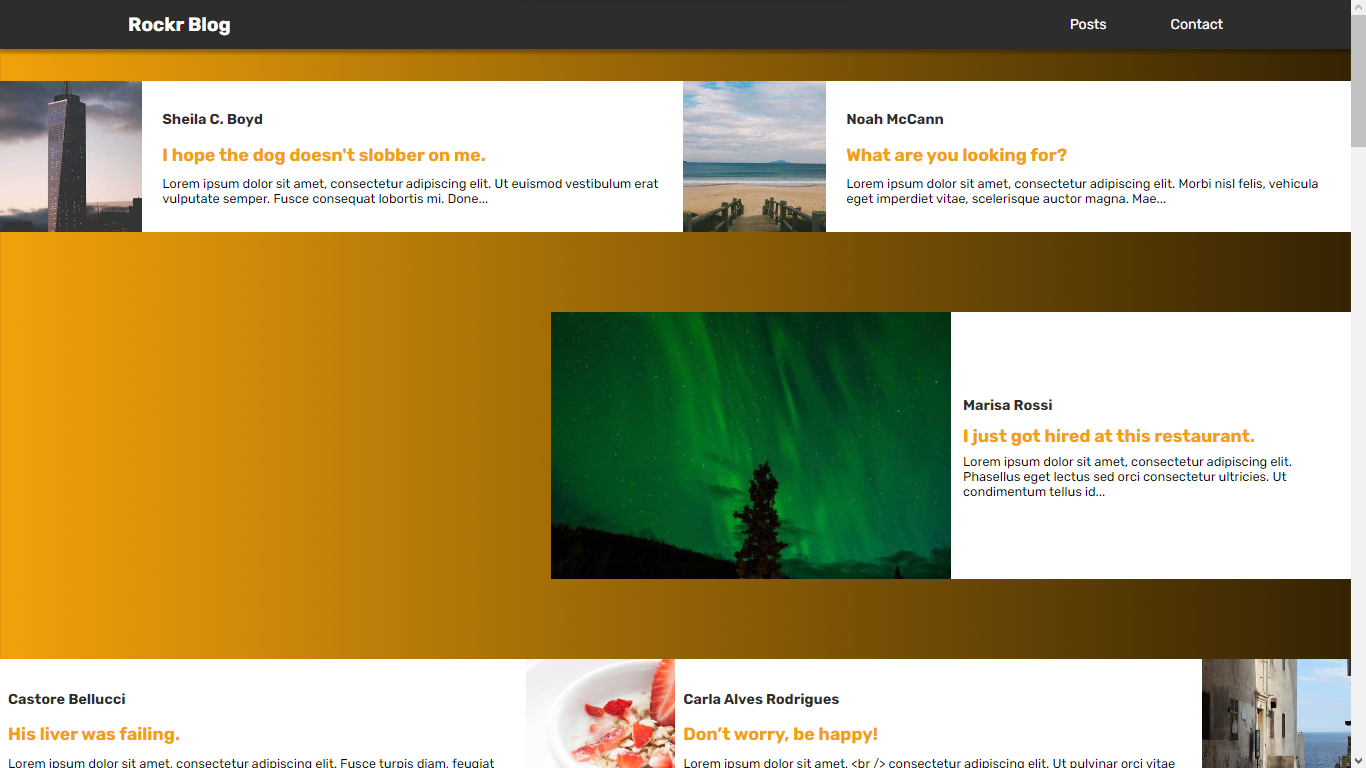 Rockr Blog
Posts
Contact
Sheila C. Boyd
I hope the dog doesn't slobber on me.
Lorem ipsum dolor sit amet, consectetur adipiscing elit. Ut euismod vestibulum erat
vulputate semper. Fusce consequat lobortis mi. Done...
Noah McCann
What are you looking for?
Lorem ipsum dolor sit amet, consectetur adipiscing elit. Morbi nisl felis, vehicula
eget imperdiet vitae, scelerisque auctor magna. Mae...
Marisa Rossi
I just got hired at this restaurant.
Lorem ipsum dolor sit amet, consectetur adipiscing elit.
Phasellus eget lectus sed orci consectetur ultricies. Ut
condimentum tellus id...
Castore Bellucci
His liver was failing.
Lorem ipsum dolor sit amet, consectetur adipiscing elit. Fusce turpis diam, feugiat
Carla Alves Rodrigues
Don’t worry, be happy!
Lorem ipsum dolor sit amet, <br /> consectetur adipiscing elit. Ut pulvinar orci vitae